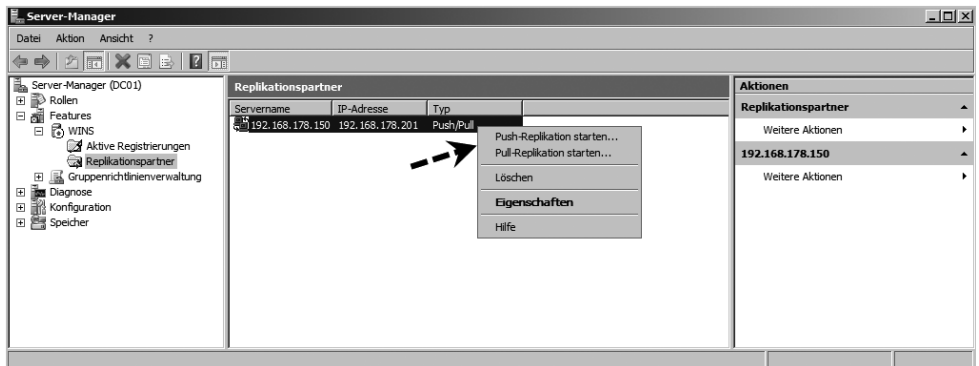 Server-Manager
Datei Aktion Ansicht ?
Server-Manager (DC01)
Rollen
Features
WINS
Aktive Registrierungen
Replikationspartner
Gruppenrichtlinienverwaltung
Diagnose
Konfiguration
Speicher
Replikationspartner
Servername IP-Adresse Typ
192.168.178.150 192.168.178.201 Push/Pull
Push-Replikation starten...
Pull-Replikation starten...
Löschen
Eigenschaften
Hilfe
Aktionen
Replikationspartner
Weitere Aktionen
192.168.178.150
Weitere Aktionen